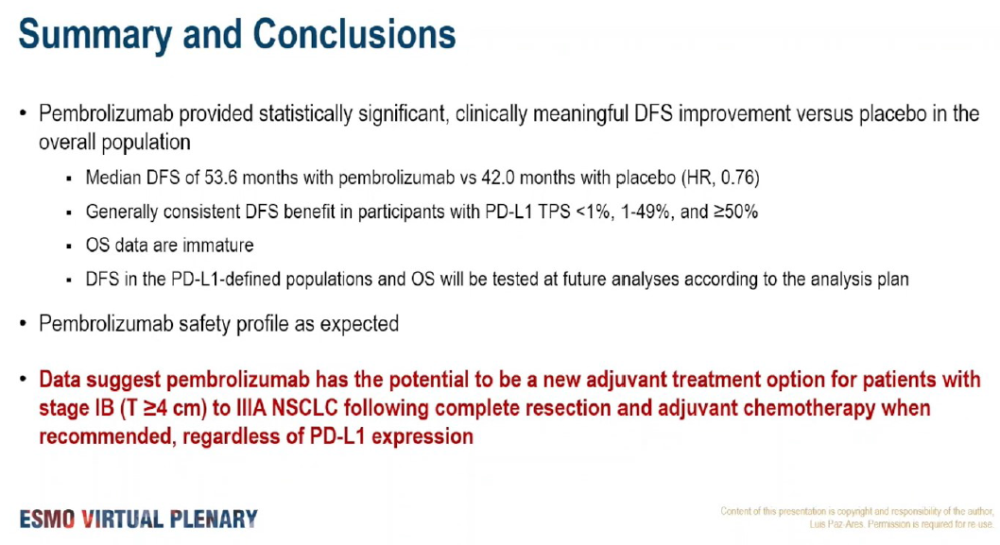 Summary and Conclusions
• Pembrolizumab provided statistically significant, clinically meaningful DFS improvement versus placebo in the
overall population
▪ Median DFS of 53.6 months with pembrolizumab vs 42.0 months with placebo (HR, 0.76)
▪ Generally consistent DFS benefit in participants with PD-L1 TPS <1%, 1-49%, and ≥50%
▪ OS data are immature
▪ DFS in the PD-L1-defined populations and OS will be tested at future analyses according to the analysis plan
• Pembrolizumab safety profile as expected
• Data suggest pembrolizumab has the potential to be a new adjuvant treatment option for patients with
stage IB (T ≥4 cm) to IIIA NSCLC following complete resection and adjuvant chemotherapy when
recommended, regardless of PD-L1 expression
ESMO VIRTUAL PLENARY
Content of this presentation is copyright and responsibility of the author,
Luis Paz-Ares. Permission is required for re-use.